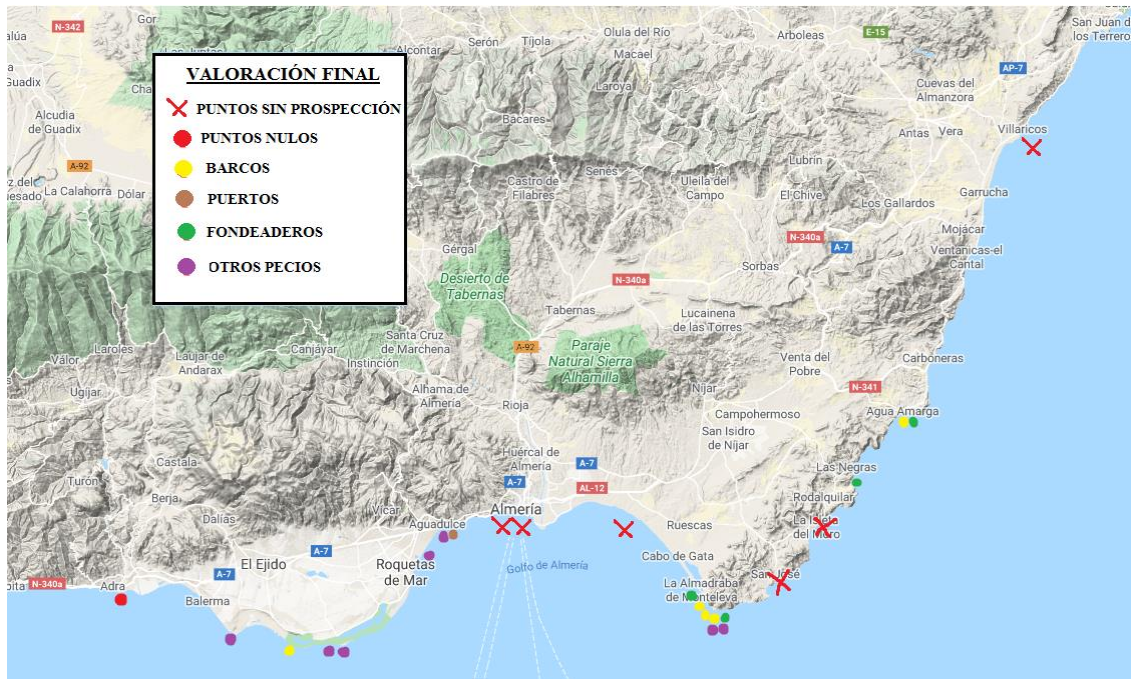 VALORACIÓN FINAL
PUNTOS SIN PROSPECCIÓN
PUNTOS NULOS
BARCOS
PUERTOS
FONDEADEROS
OTROS PECIOS
N-342
Gor
Las Juntas
Alcontar
Serón
Tíjola
Olula del Río
Macael
Arboleas
E-15
San Juan de
los Terrero
Guadix
Alcudia
de Guadix
Laroya
AP-7
Cuevas del
Almanzora
Bacares
Antas
Vera
Villaricos
A-92
La Calahorra
Dólar
Senés
Castro de
Filabres
Uleila del
Campo
Lubrín
El Chive
Los Gallardos
Garrucha
Mojácar
N-340a
A-7
Ventanicas-el
Cantal
Gérgal
Desierto de
Tabernas
N-340a
Sorbas
Tabernas
Lucainena
de las Torres
Santa Cruz
de Marchena
A-92
Paraje
Natural Sierra
Alhamilla
Venta del
Pobre
Carboneras
Válor
Laroles
Laujar de
Andarax
Canjáyar
Instinción
Ugíjar
Alhama de
Almería
Rioja
Níjar
N-341
Campohermoso
Agua Amarga
San Isidro
de Níjar
Huércal de
Almería
A-7
Castala
Turón
A-7
AL-12
Las Negras
Rodalquilar
Berja
Dalías
Vícar
Almería
Aguadulce
Ruescas
La Isleta
del Moro
A-7
El Ejido
Roquetas
de Mar
Golfo de Almería
Cabo de Gata
N-340a
Adra
A-7
Balerma
La Almadraba
de Monteleva
San José